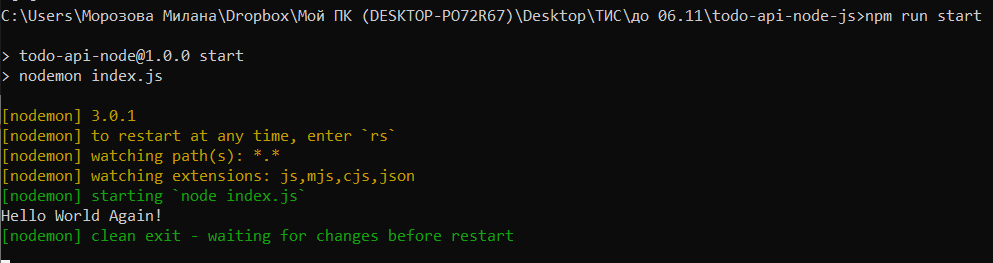 C:\Users\Морозова Милана\Dropbox\Мой ПК (DESKTOP-PO72R67)\Desktop\ТИС\до 06.11\todo-api-node-js>npm run start
> todo-api-node@1.0.0 start
> nodemon index.js
[nodemon] 3.0.1
[nodemon] to restart at any time, enter `rs`
[nodemon] watching path(s): *.*
[nodemon] watching extensions: js,mjs,cjs,json
[nodemon] starting `node index.js`
Hello World Again!
[nodemon] clean exit - waiting for changes before restart